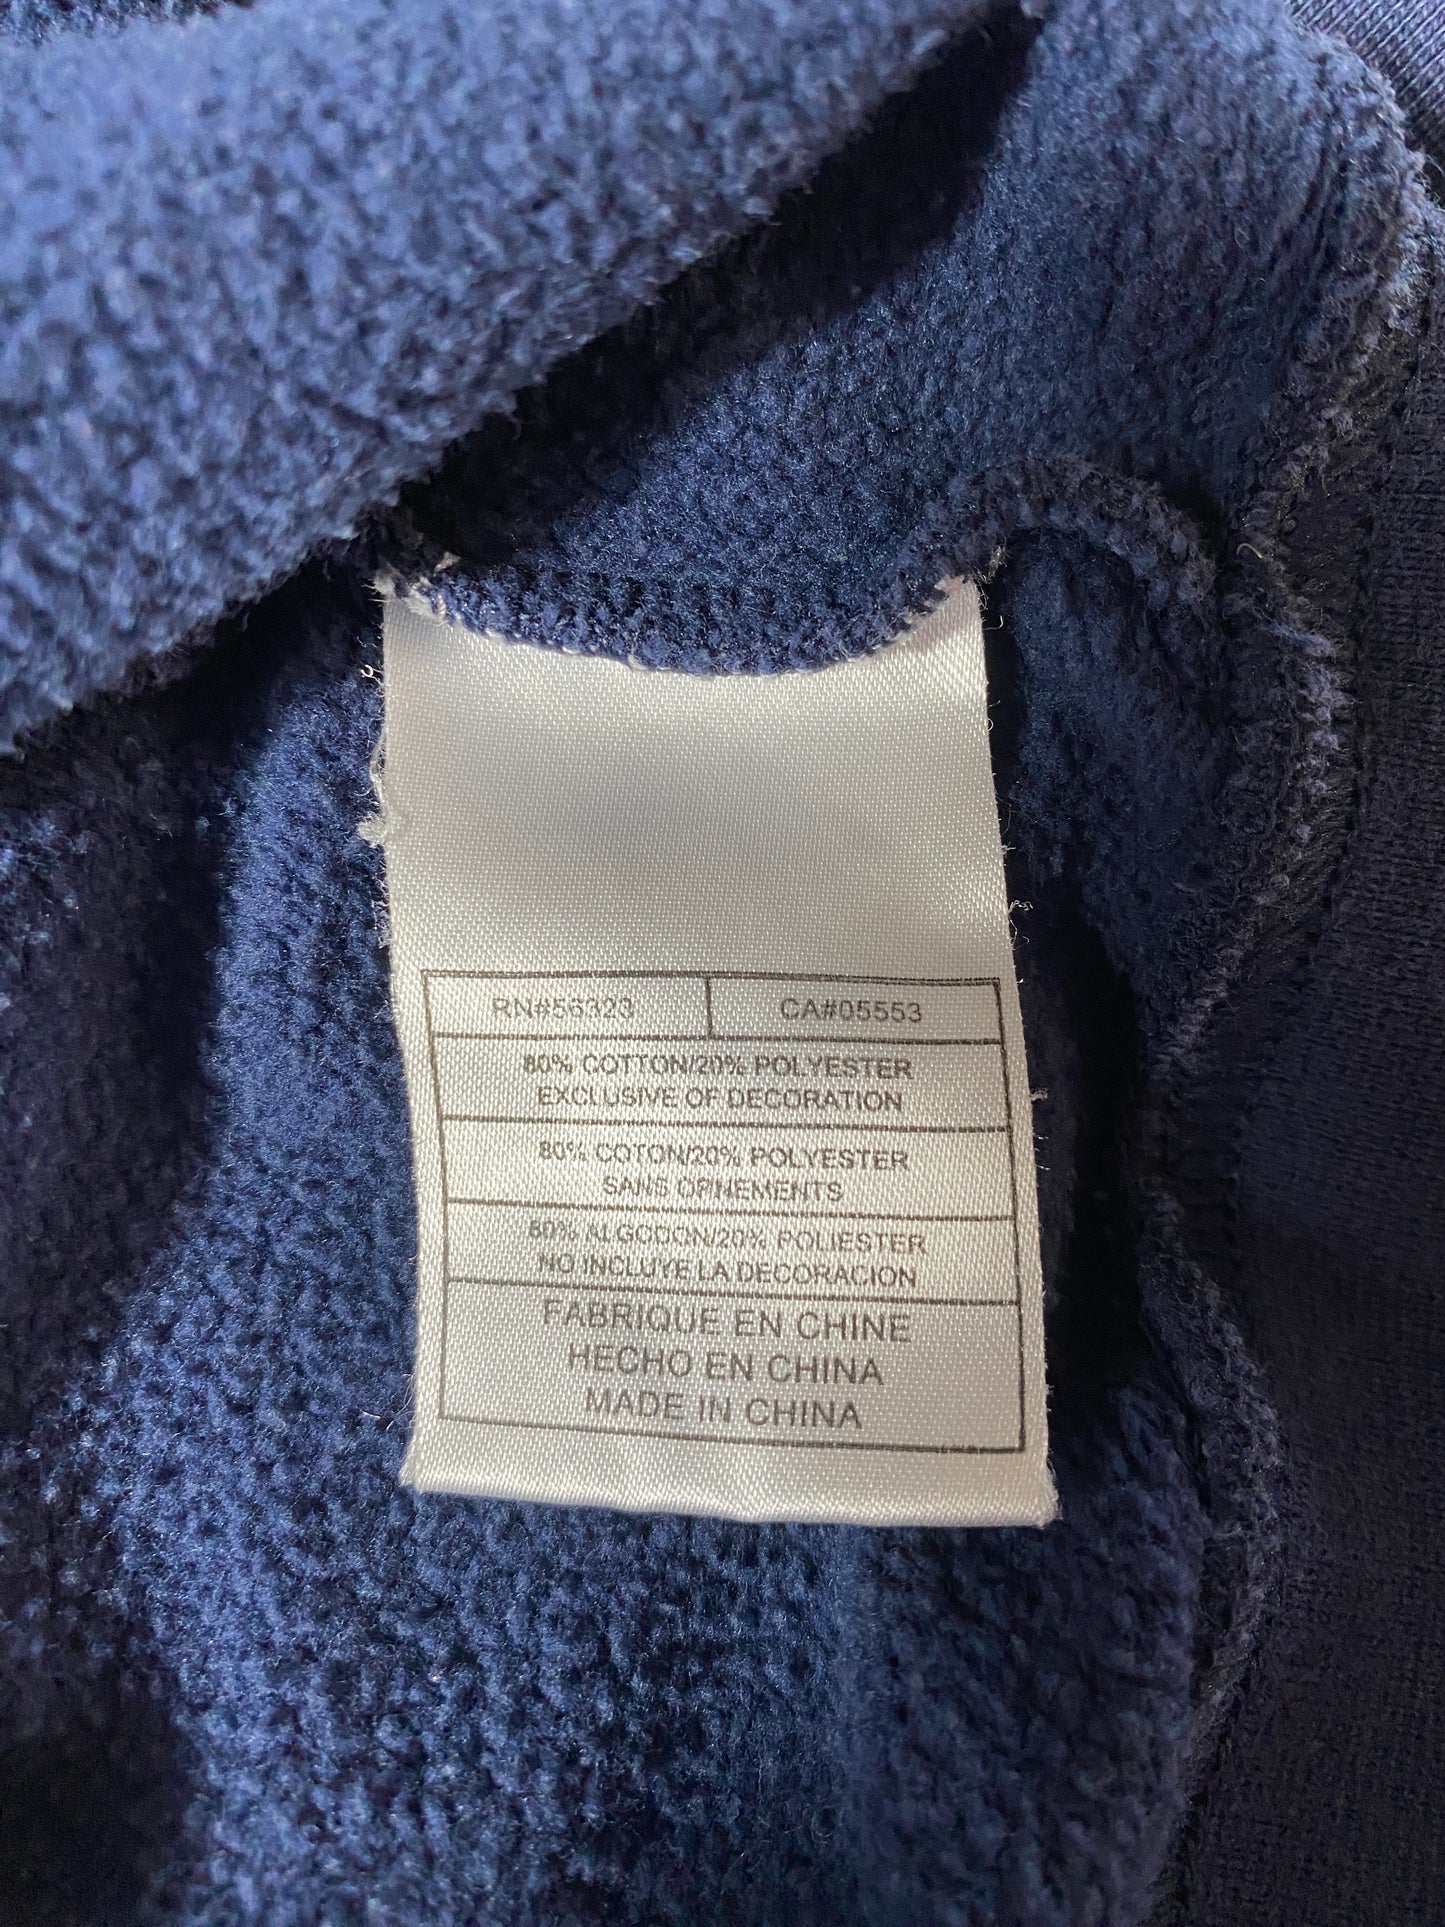 RN#56323 CA#05553
80% COTTON/20% POLYESTER
EXCLUSIVE OF DECORATION
80% COTON/20% POLYESTER
SANS ORNEMENTS
80% ALGODON/20% POLIESTER
NO INCLUYE LA DECORACION
FABRIQUE EN CHINE
HECHO EN CHINA
MADE IN CHINA